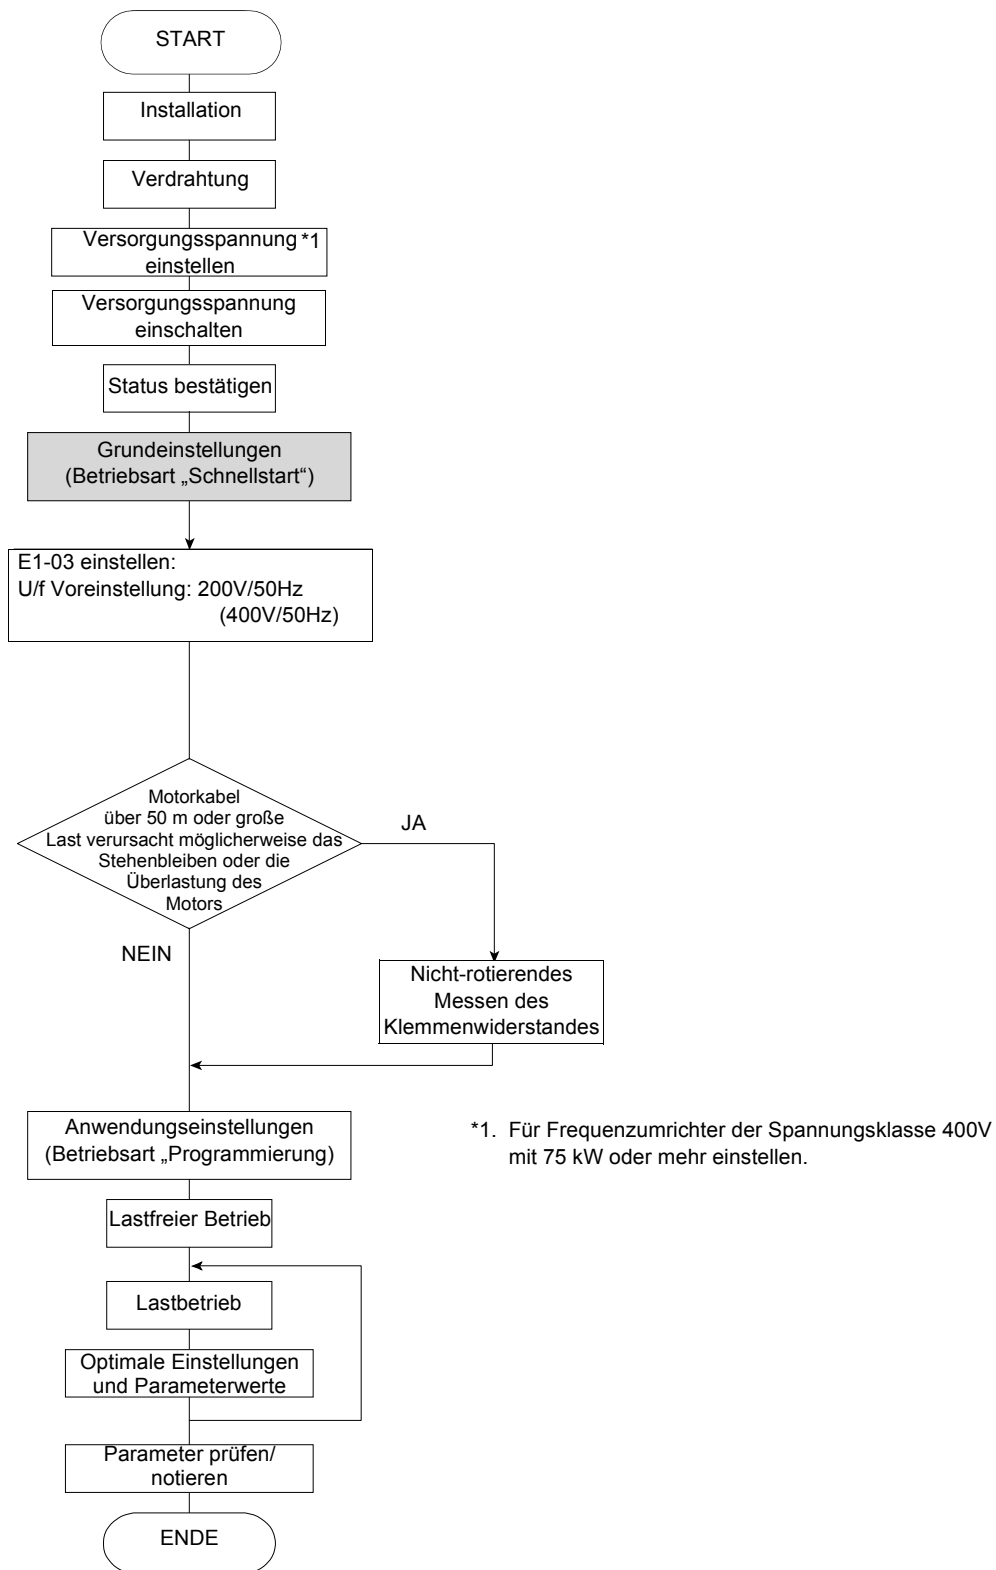 START
Installation
Verdrahtung
Versorgungsspannung *1
einstellen
Versorgungsspannung
einschalten
Status bestätigen
Grundeinstellungen
(Betriebsart „Schnellstart“)
E1-03 einstellen:
U/f Voreinstellung: 200V/50Hz
(400V/50Hz)
Motorkabel
über 50 m oder große
Last verursacht möglicherweise das
Stehenbleiben oder die
Überlastung des
Motors
JA
NEIN
Nicht-rotierendes
Messen des
Klemmenwiderstandes
Anwendungseinstellungen
(Betriebsart „Programmierung)
*1. Für Frequenzumrichter der Spannungsklasse 400V
mit 75 kW oder mehr einstellen.
Lastfreier Betrieb
Lastbetrieb
Optimale Einstellungen
und Parameterwerte
Parameter prüfen/
notieren
ENDE